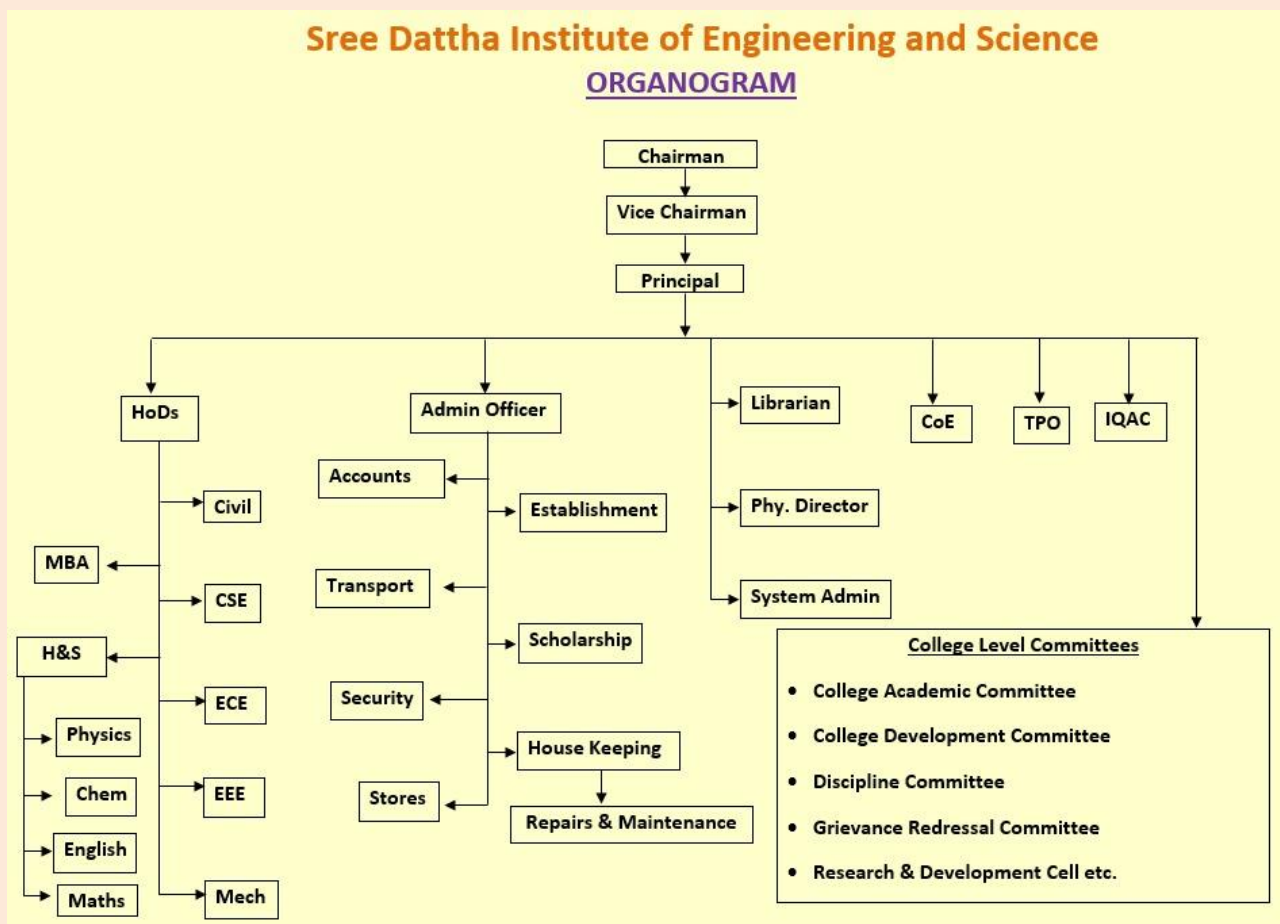 Sree Dattha Institute of Engineering and Science
ORGANOGRAM
Chairman
Vice Chairman
Principal
HoDs
Civil
MBA
CSE
H&S
ECE
Physics
Chem
EEE
English
Maths
Mech
Admin Officer
Accounts
Establishment
Transport
Scholarship
Security
House Keeping
Stores
Repairs & Maintenance
Librarian
Phy. Director
System Admin
CoE
TPO
IQAC
College Level Committees
• College Academic Committee
• College Development Committee
• Discipline Committee
• Grievance Redressal Committee
• Research & Development Cell etc.